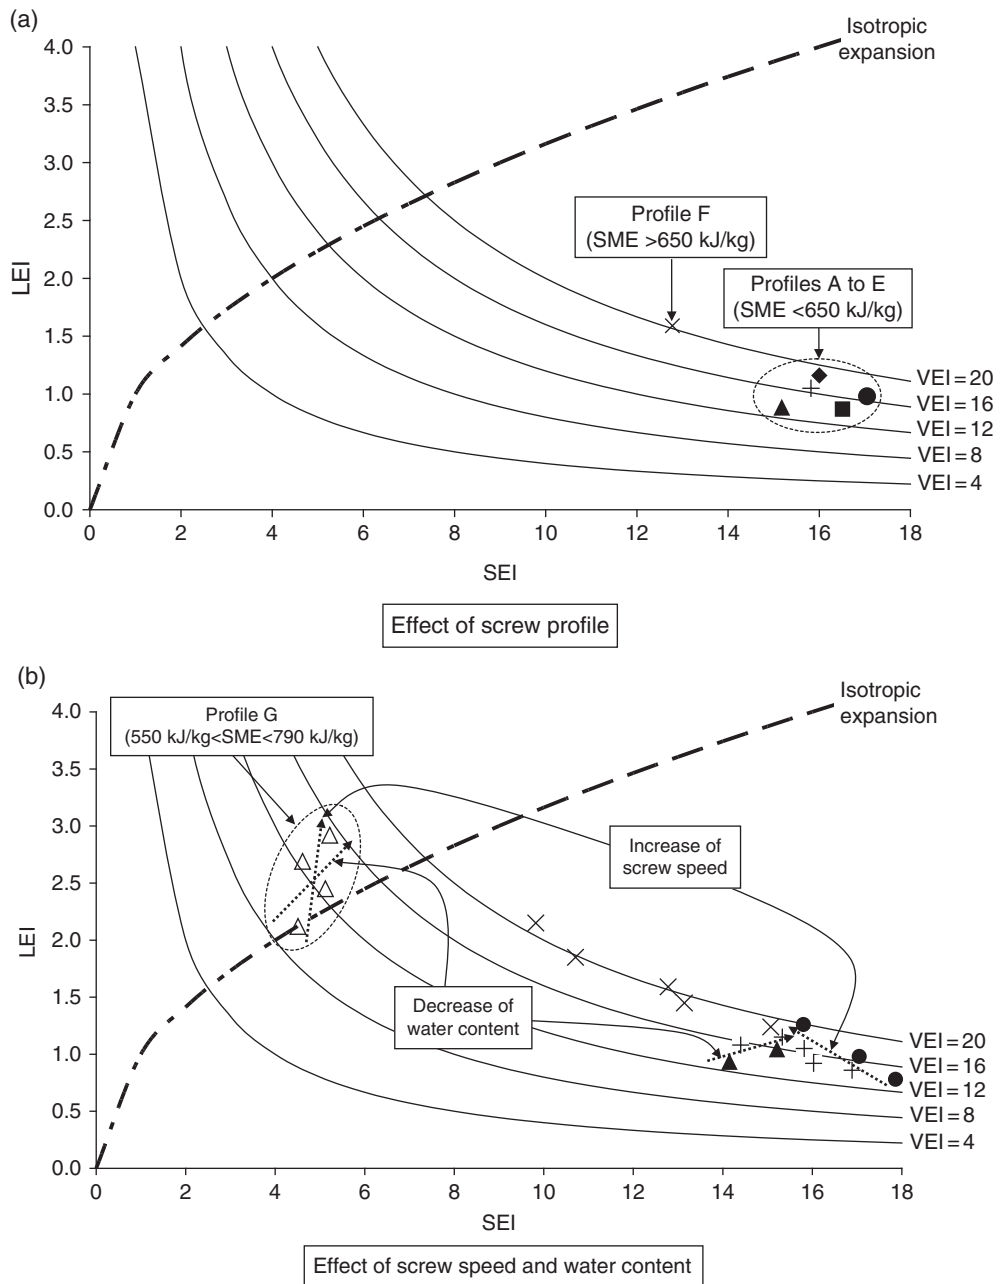 (a)
Isotropic
expansion
4.0
3.5
3.0
2.5
2.0
1.5
1.0
0.5
0.0
LEI
Profile F
(SME >650 kJ/kg)
Profiles A to E
(SME <650 kJ/kg)
VEI = 20
VEI = 16
VEI = 12
VEI = 8
VEI = 4
0 2 4 6 8 10 12 14 16 18
SEI
Effect of screw profile
(b)
Isotropic
expansion
Profile G
(550 kJ/kg<SME<790 kJ/kg)
4.0
3.5
3.0
2.5
2.0
1.5
1.0
0.5
0.0
LEI
Increase of
screw speed
Decrease of
water content
VEI = 20
VEI = 16
VEI = 12
VEI = 8
VEI = 4
0 2 4 6 8 10 12 14 16 18
SEI
Effect of screw speed and water content